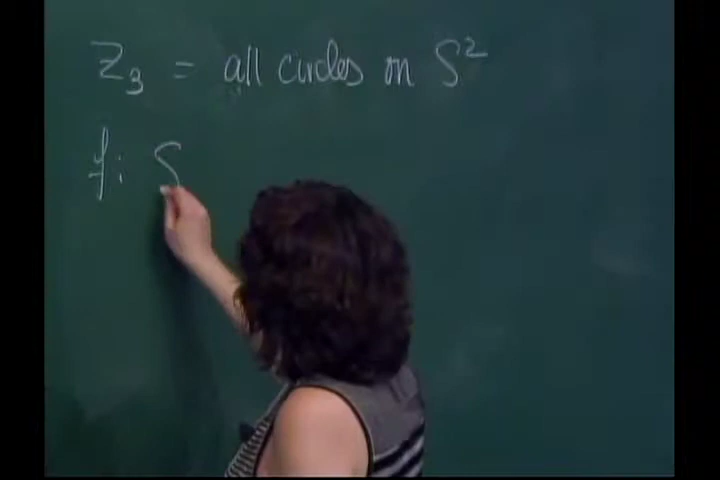 Z₃ = all circles on S²
f: S